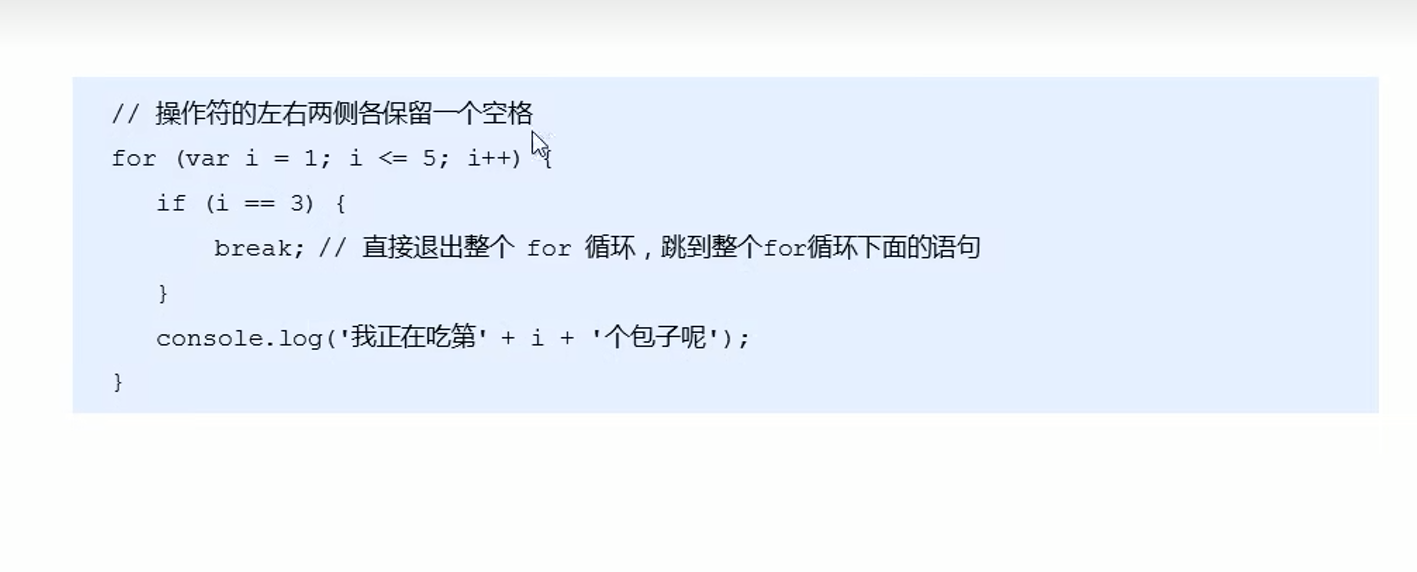 // 操作符的左右两侧各保留一个空格
for (var i = 1; i <= 5; i++) {
if (i == 3) {
break; // 直接退出整个 for 循环，跳到整个for循环下面的语句
}
console.log('我正在吃第' + i + '个包子呢');
}